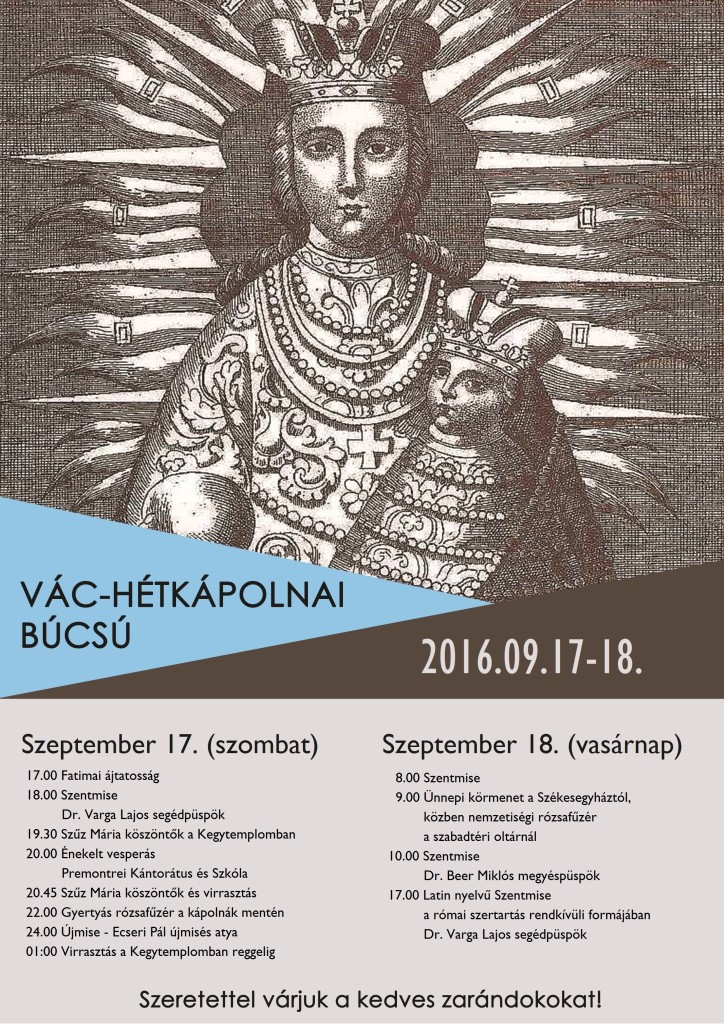 VÁC-HÉTKÁPOLNAI
BÚCSÚ
2016.09.17-18.
Szeptember 17. (szombat)
17.00 Fatimai ájtatosság
18.00 Szentmise
Dr. Varga Lajos segédpüspök
19.30 Szűz Mária köszöntők a Kegytemplomban
20.00 Énekelt vesperás
Premontrei Kántorátus és Szkóla
20.45 Szűz Mária köszöntők és virrasztás
22.00 Gyertyás rózsafűzér a kápolnák mentén
24.00 Újmise - Ecseri Pál újmisés atya
01:00 Virrasztás a Kegytemplomban reggelig
Szeptember 18. (vasárnap)
8.00 Szentmise
9.00 Ünnepi körmenet a Székesegyháztól,
közben nemzetiségi rózsafűzér
a szabadtéri oltárnál
10.00 Szentmise
Dr. Beer Miklós megyéspüspök
17.00 Latin nyelvű Szentmise
a római szertartás rendkívüli formájában
Dr. Varga Lajos segédpüspök
Szeretettel várjuk a kedves zarándokokat!